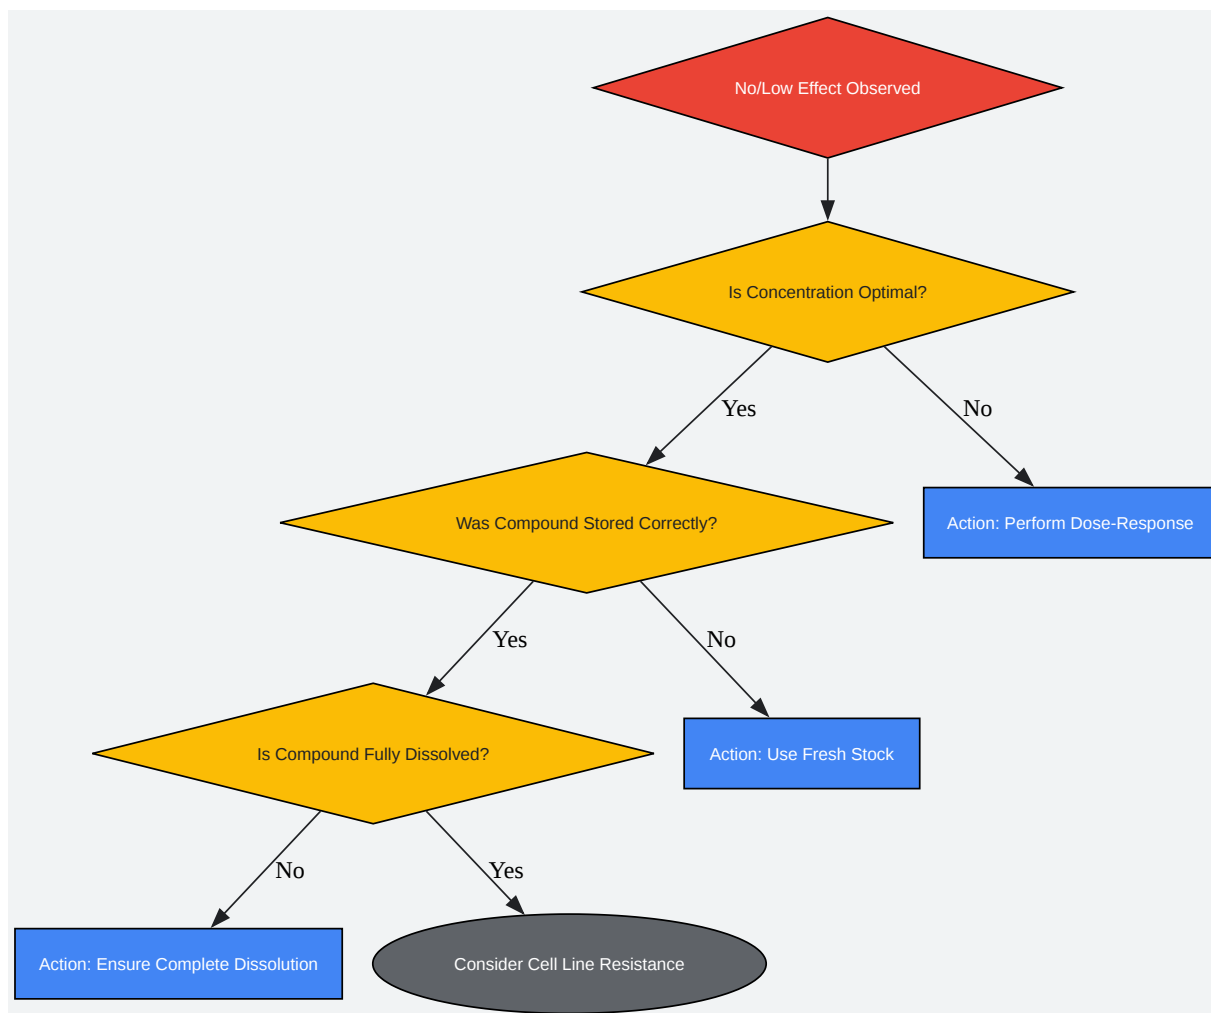 No/Low Effect Observed
Is Concentration Optimal?
Yes
No
Was Compound Stored Correctly?
Action: Perform Dose-Response
Yes
No
Is Compound Fully Dissolved?
Action: Use Fresh Stock
No
Yes
Action: Ensure Complete Dissolution
Consider Cell Line Resistance